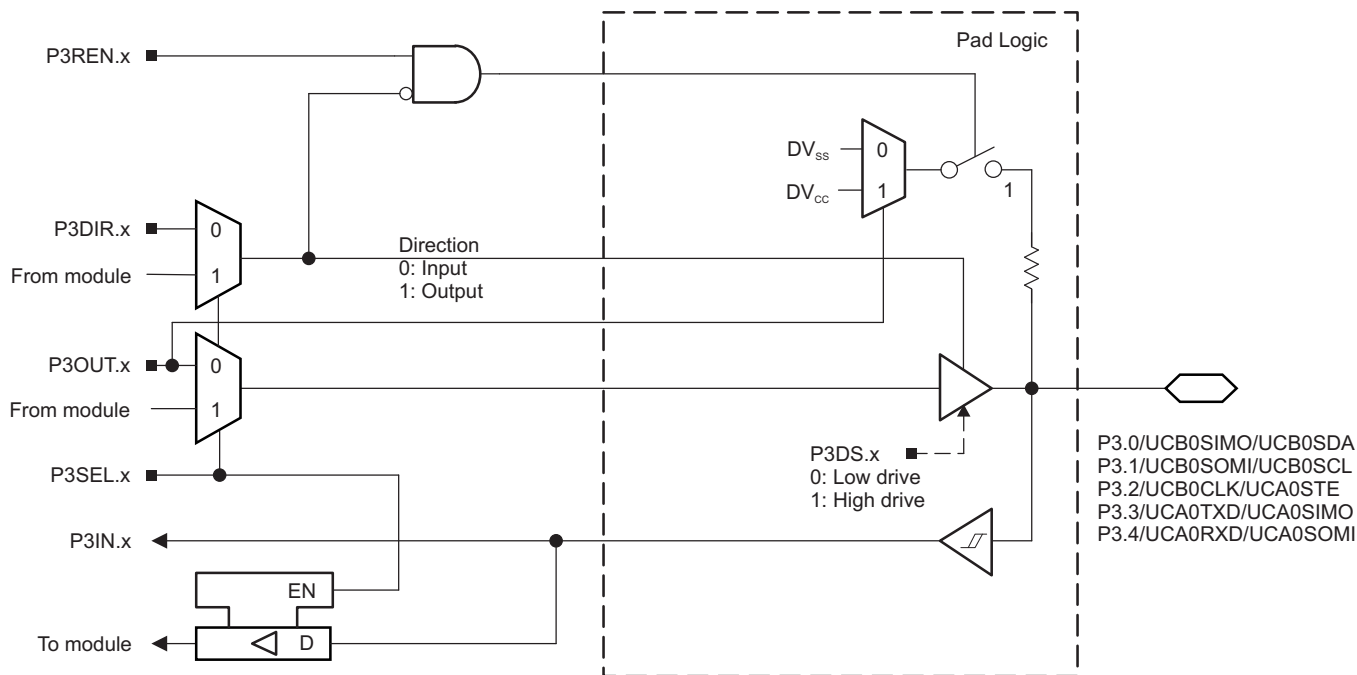 Pad Logic
P3REN.x
DVSS
0
DVCC
1
1
P3DIR.x
0
Direction
0: Input
1: Output
From module
1
P3OUT.x
0
From module
1
P3DS.x
0: Low drive
1: High drive
P3.0/UCB0SIMO/UCB0SDA
P3.1/UCB0SOMI/UCB0SCL
P3.2/UCB0CLK/UCA0STE
P3.3/UCA0TXD/UCA0SIMO
P3.4/UCA0RXD/UCA0SOMI
P3SEL.x
P3IN.x
EN
To module
D